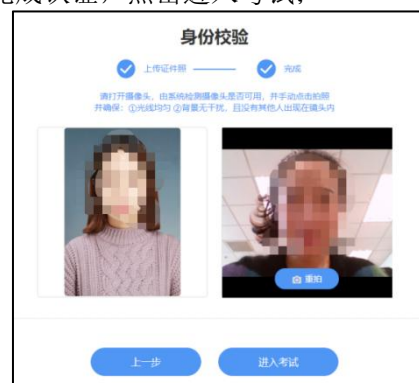 完成认证，点击进入考试；
身份校验
上传证件照 完成
请打开摄像头，由系统检测摄像头是否可用，并手动点击拍照
并确保：①光线均匀 ②背景无干扰，且没有其他人出现在镜头内
重拍
上一步 进入考试